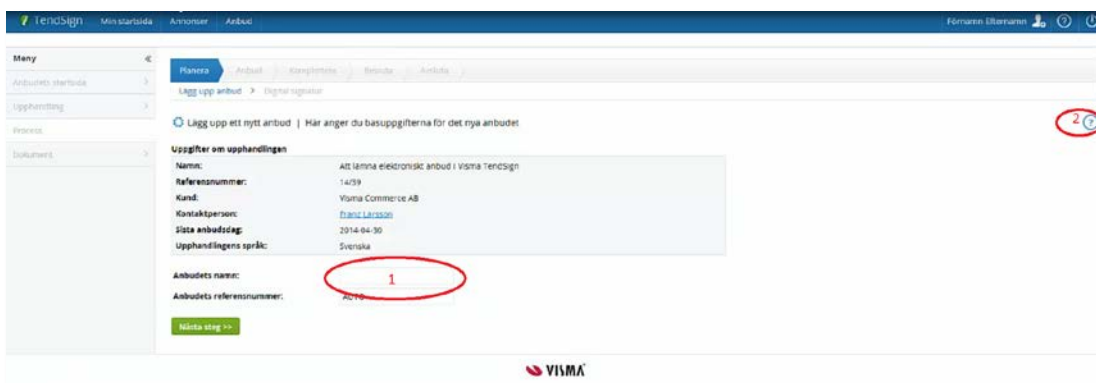 TendSign Min startsida Annonser Anbud Förnamn Efternamn
Meny
Planera Anbud Komplettera Resultat Avsluta
Anbudets startsida
Lägg upp anbud > Digital signatur
Upphandling
Lägg upp ett nytt anbud | Här anger du basuppgifterna för det nya anbudet
2 ?
Process
Dokument
Uppgifter om upphandlingen
Namn: Att lämna elektroniskt anbud i Visma TendSign
Referensnummer: 14/59
Kund: Visma Commerce AB
Kontaktperson: Franz Larsson
Sista anbudsdag: 2014-04-30
Upphandlingens språk: Svenska
Anbudets namn: 1
Anbudets referensnummer: AUTO
Nästa steg >>
VISMA